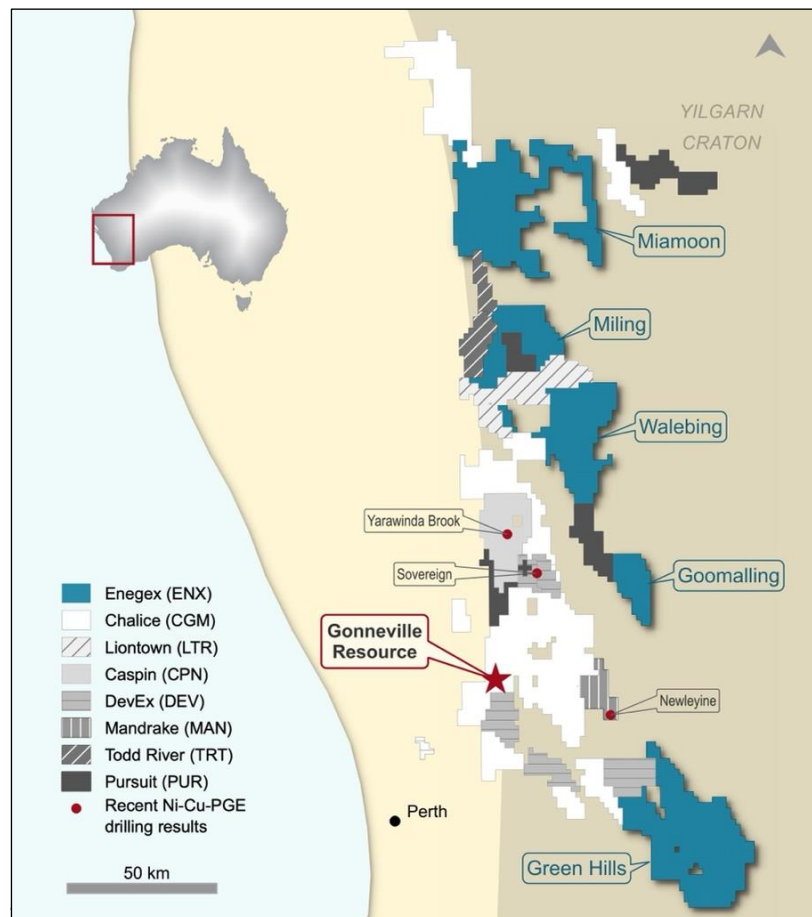 YILGARN
CRATON
Miamoon
Miling
Walebing
Yarawinda Brook
Sovereign
Goomalling
Gonneville
Resource
Newleyine
Enegex (ENX)
Chalice (CGM)
Liontown (LTR)
Caspin (CPN)
DevEx (DEV)
Mandrake (MAN)
Todd River (TRT)
Pursuit (PUR)
Recent Ni-Cu-PGE
drilling results
Perth
Green Hills
50 km